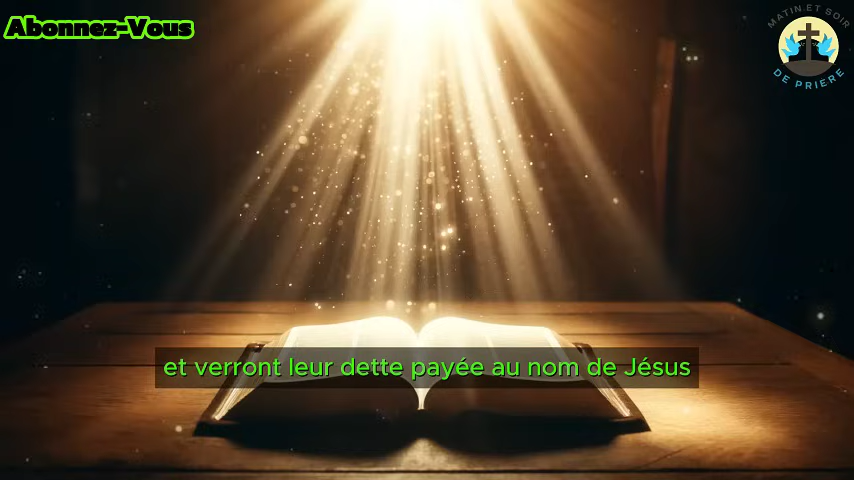 Abonnez-Vous
MATIN ET SOIR
DE PRIERE
et verront leur dette payée au nom de Jésus